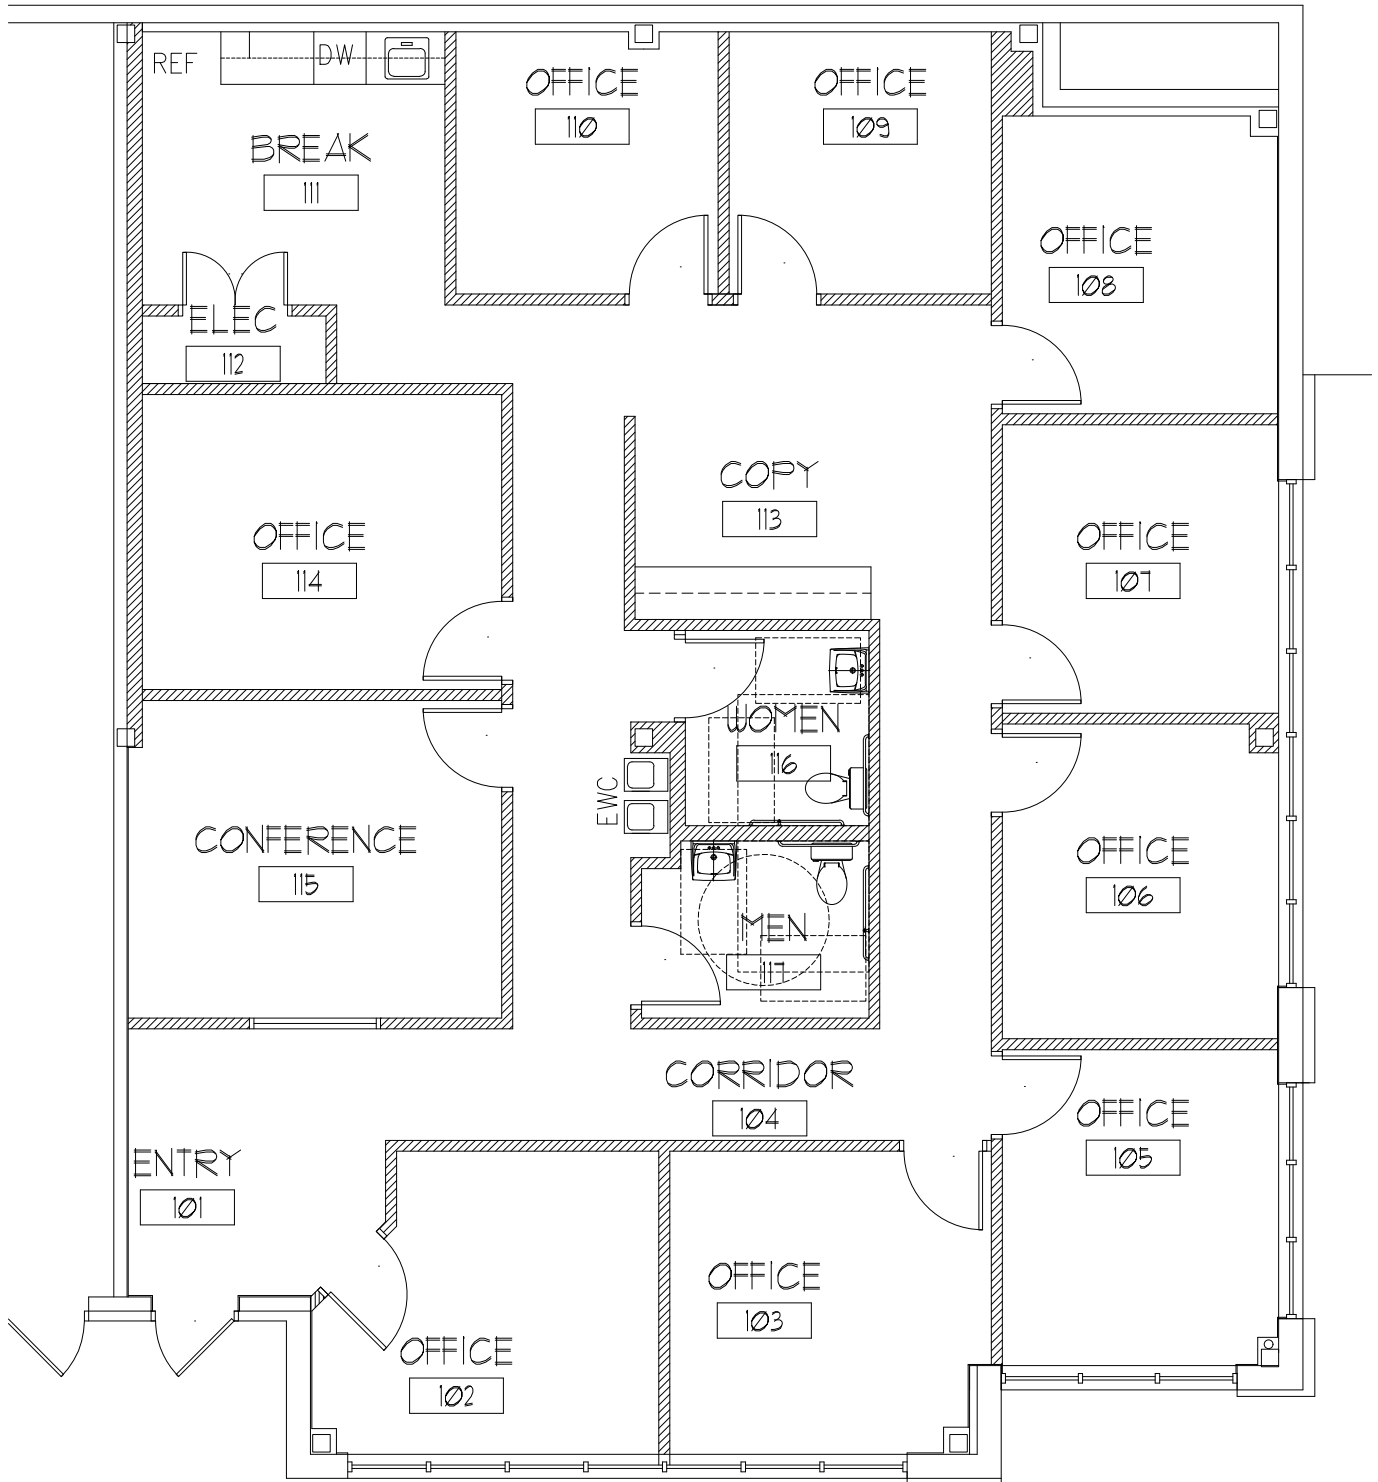 REF
DW
OFFICE
110
OFFICE
109
BREAK
111
OFFICE
108
ELEC
112
COPY
113
OFFICE
114
OFFICE
107
WOMEN
116
EWC
CONFERENCE
115
OFFICE
106
MEN
117
CORRIDOR
104
OFFICE
105
ENTRY
101
OFFICE
103
OFFICE
102